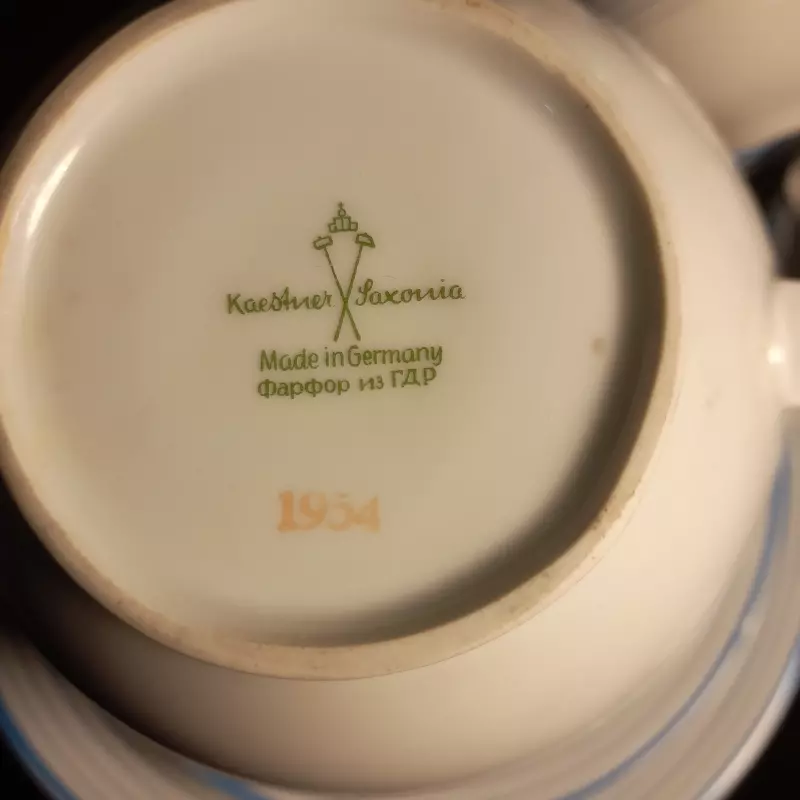 Kaestner Saxonia
Made in Germany
Фарфор из ГДР
1954